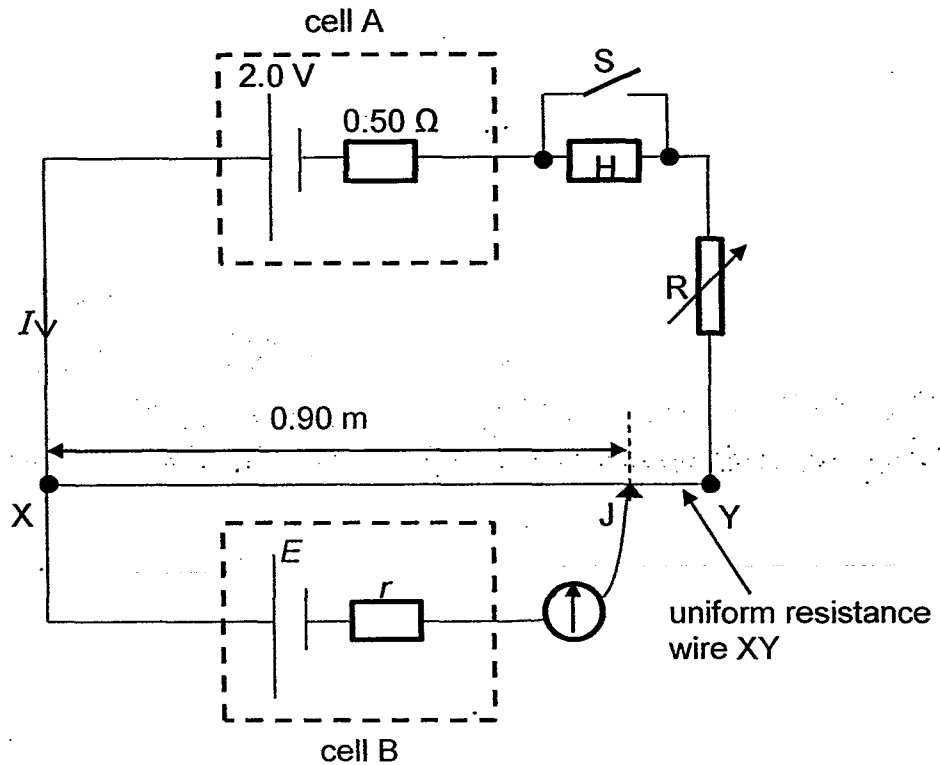 cell A
2.0 V
0.50 Ω
S
H
R
I
0.90 m
X
J
Y
E
r
uniform resistance
wire XY
cell B